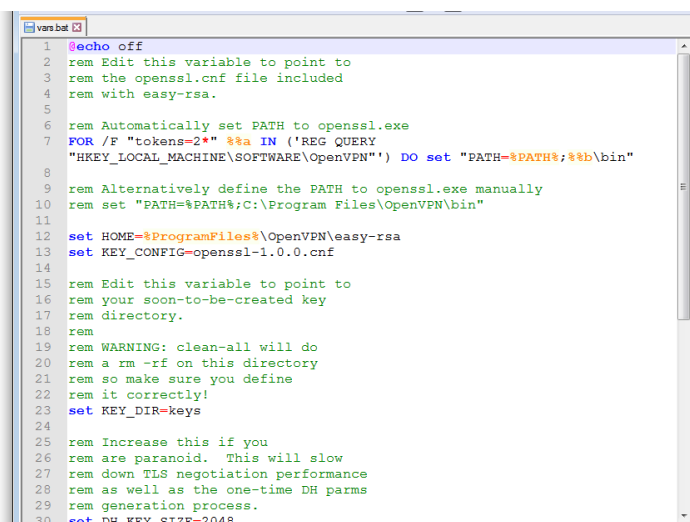 vars.bat
1 @echo off
2 rem Edit this variable to point to
3 rem the openssl.cnf file included
4 rem with easy-rsa.
5
6 rem Automatically set PATH to openssl.exe
7 FOR /F "tokens=2*" %%a IN ('REG QUERY
"HKEY_LOCAL_MACHINE\SOFTWARE\OpenVPN"') DO set "PATH=%PATH%;%%b\bin"
8
9 rem Alternatively define the PATH to openssl.exe manually
10 rem set "PATH=%PATH%;C:\Program Files\OpenVPN\bin"
11
12 set HOME=%ProgramFiles%\OpenVPN\easy-rsa
13 set KEY_CONFIG=openssl-1.0.0.cnf
14
15 rem Edit this variable to point to
16 rem your soon-to-be-created key
17 rem directory.
18 rem
19 rem WARNING: clean-all will do
20 rem a rm -rf on this directory
21 rem so make sure you define
22 rem it correctly!
23 set KEY_DIR=keys
24
25 rem Increase this if you
26 rem are paranoid.  This will slow
27 rem down TLS negotiation performance
28 rem as well as the one-time DH parms
29 rem generation process.
30 set DH_KEY_SIZE=2048